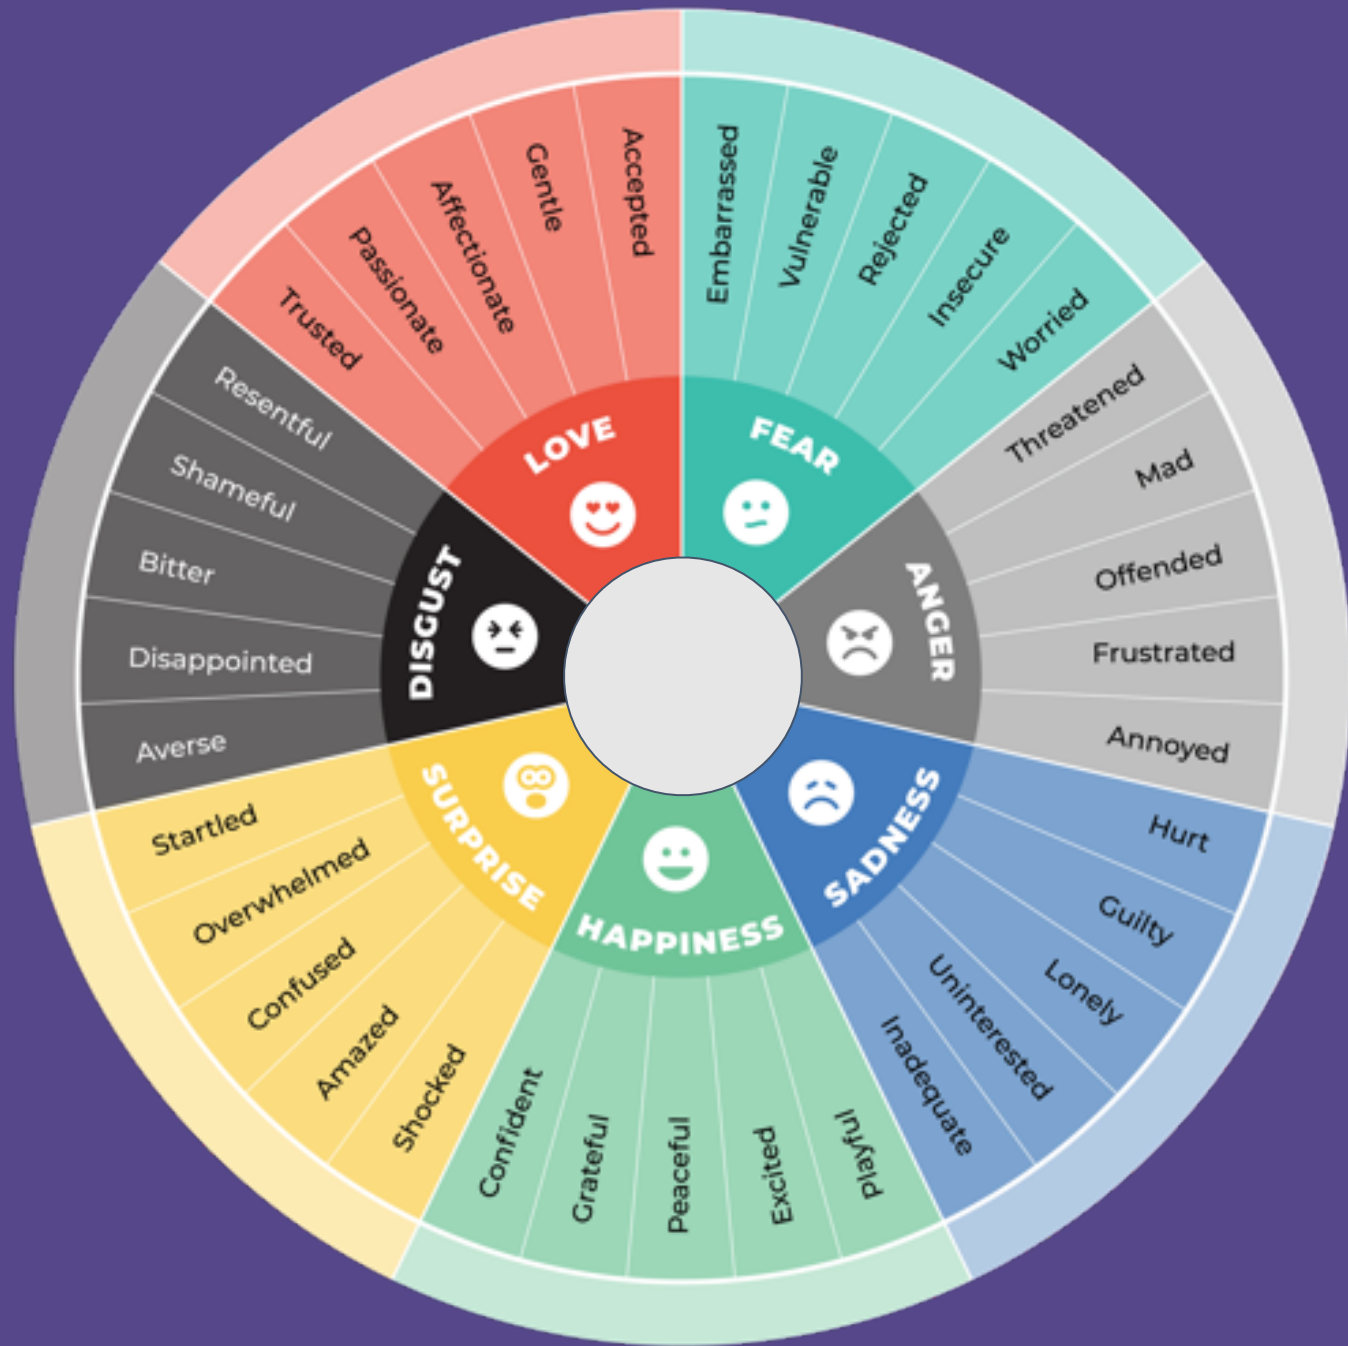 FEAR
Embarrassed
Vulnerable
Rejected
Insecure
Worried
ANGER
Threatened
Mad
Offended
Frustrated
Annoyed
SADNESS
Hurt
Guilty
Lonely
Uninterested
Inadequate
HAPPINESS
Playful
Excited
Peaceful
Grateful
Confident
SURPRISE
Shocked
Amazed
Confused
Overwhelmed
Startled
DISGUST
Averse
Disappointed
Bitter
Shameful
Resentful
LOVE
Trusted
Passionate
Affectionate
Gentle
Accepted